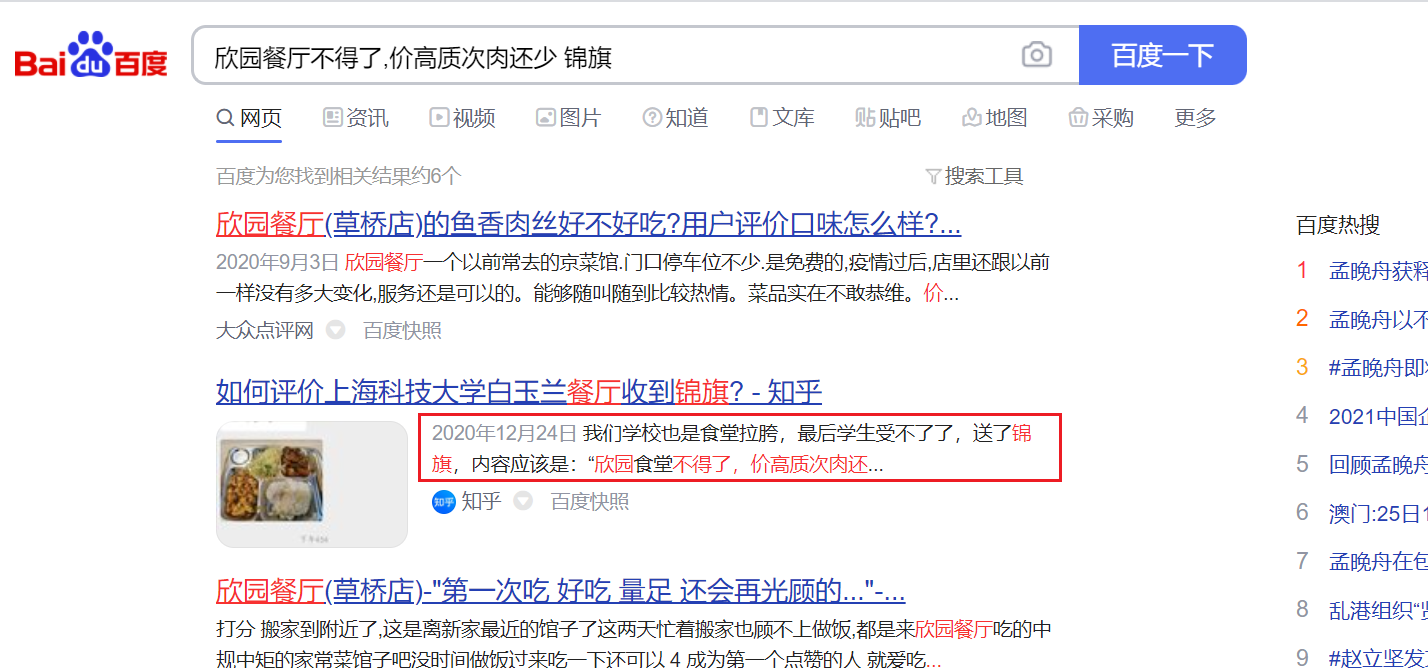 Bai du 百度
欣园餐厅不得了,价高质次肉还少 锦旗
百度一下
网页 资讯 视频 图片 知道 文库 贴吧 地图 采购 更多
百度为您找到相关结果约6个
搜索工具
欣园餐厅(草桥店)的鱼香肉丝好不好吃?用户评价口味怎么样?...
2020年9月3日 欣园餐厅一个以前常去的京菜馆.门口停车位不少.是免费的,疫情过后,店里还跟以前
一样没有多大变化,服务还是可以的。能够随叫随到比较热情。菜品实在不敢恭维。价...
大众点评网 百度快照
如何评价上海科技大学白玉兰餐厅收到锦旗? - 知乎
2020年12月24日 我们学校也是食堂拉胯，最后学生受不了了，送了锦
旗，内容应该是：“欣园食堂不得了，价高质次肉还...
知乎 知乎 百度快照
欣园餐厅(草桥店)-"第一次吃 好吃 量足 还会再光顾的..."-...
打分 搬家到附近了,这是离新家最近的馆子了这两天忙着搬家也顾不上做饭,都是来欣园餐厅吃的中
规中矩的家常菜馆子吧没时间做饭过来吃一下还可以 4 成为第一个点赞的人 就爱吃...
百度热搜
1 孟晚舟获释
2 孟晚舟以不
3 #孟晚舟即
4 2021中国企
5 回顾孟晚舟
6 澳门:25日
7 孟晚舟在包
8 乱港组织“
9 #赵立坚发